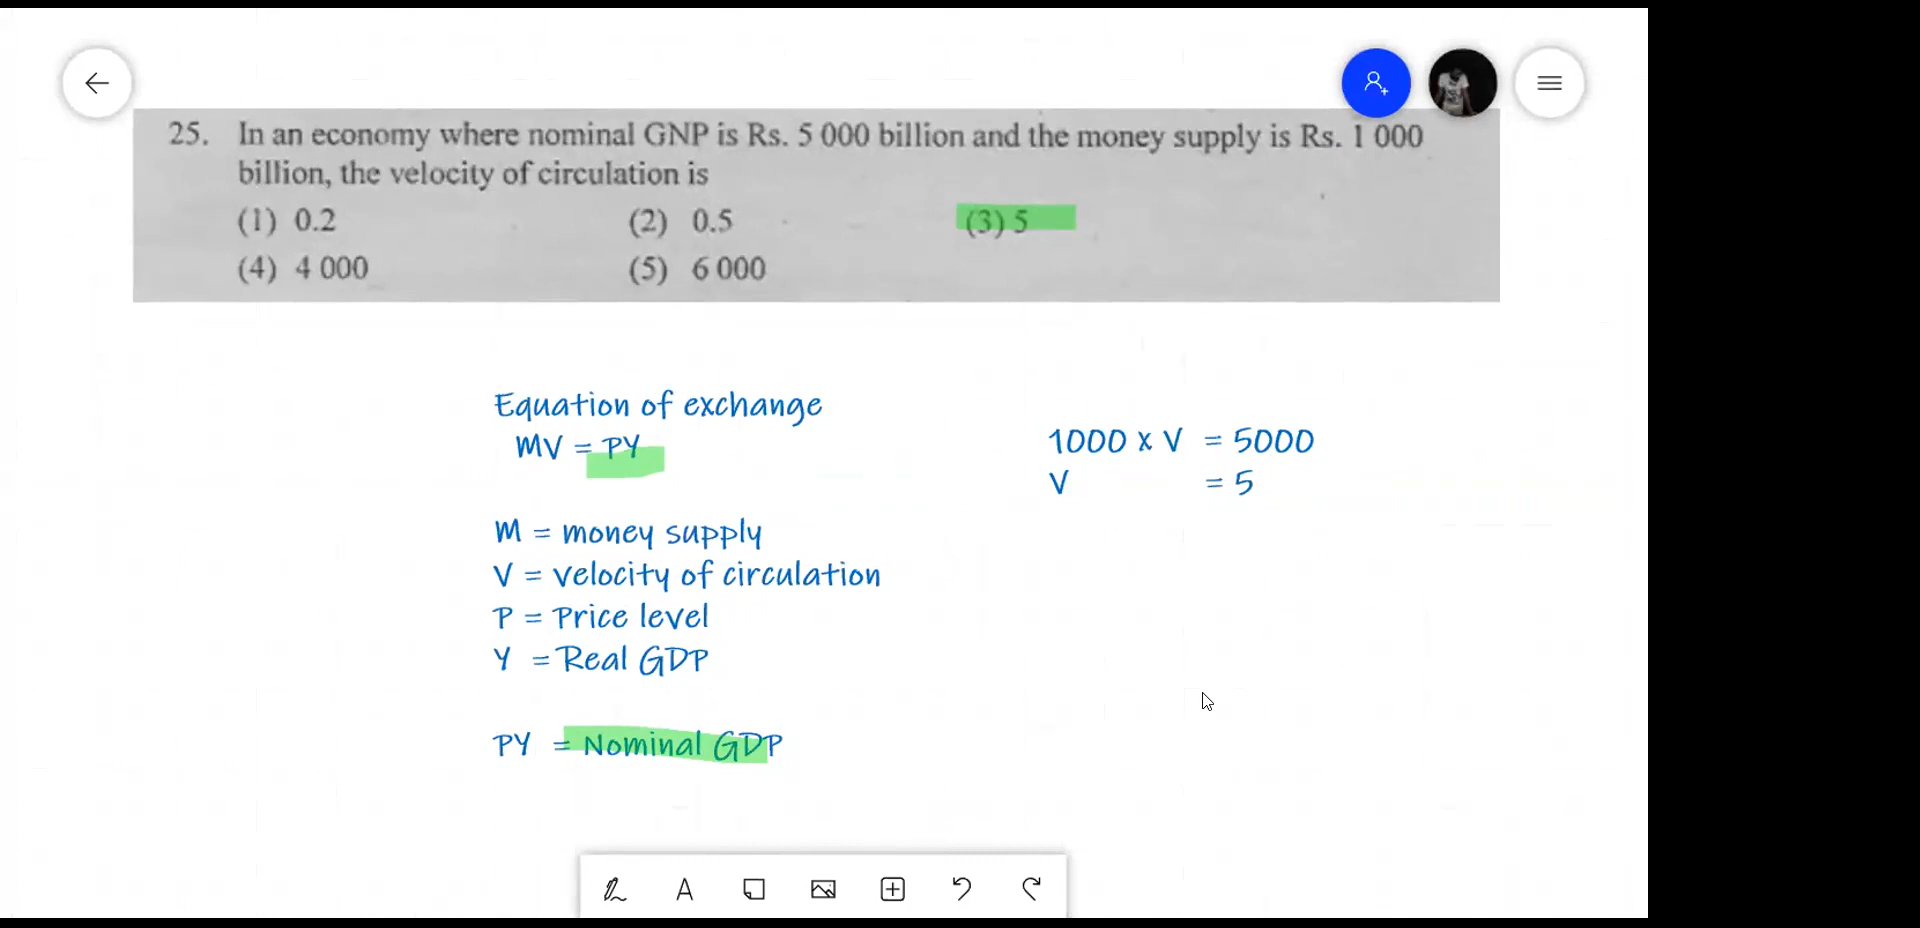 25. In an economy where nominal GNP is Rs. 5 000 billion and the money supply is Rs. 1 000
billion, the velocity of circulation is
(1) 0.2 (2) 0.5 (3) 5
(4) 4 000 (5) 6 000
Equation of exchange
MV = PY
1000 x V = 5000
V = 5
M = money supply
V = velocity of circulation
P = Price level
Y = Real GDP
PY = Nominal GDP
A